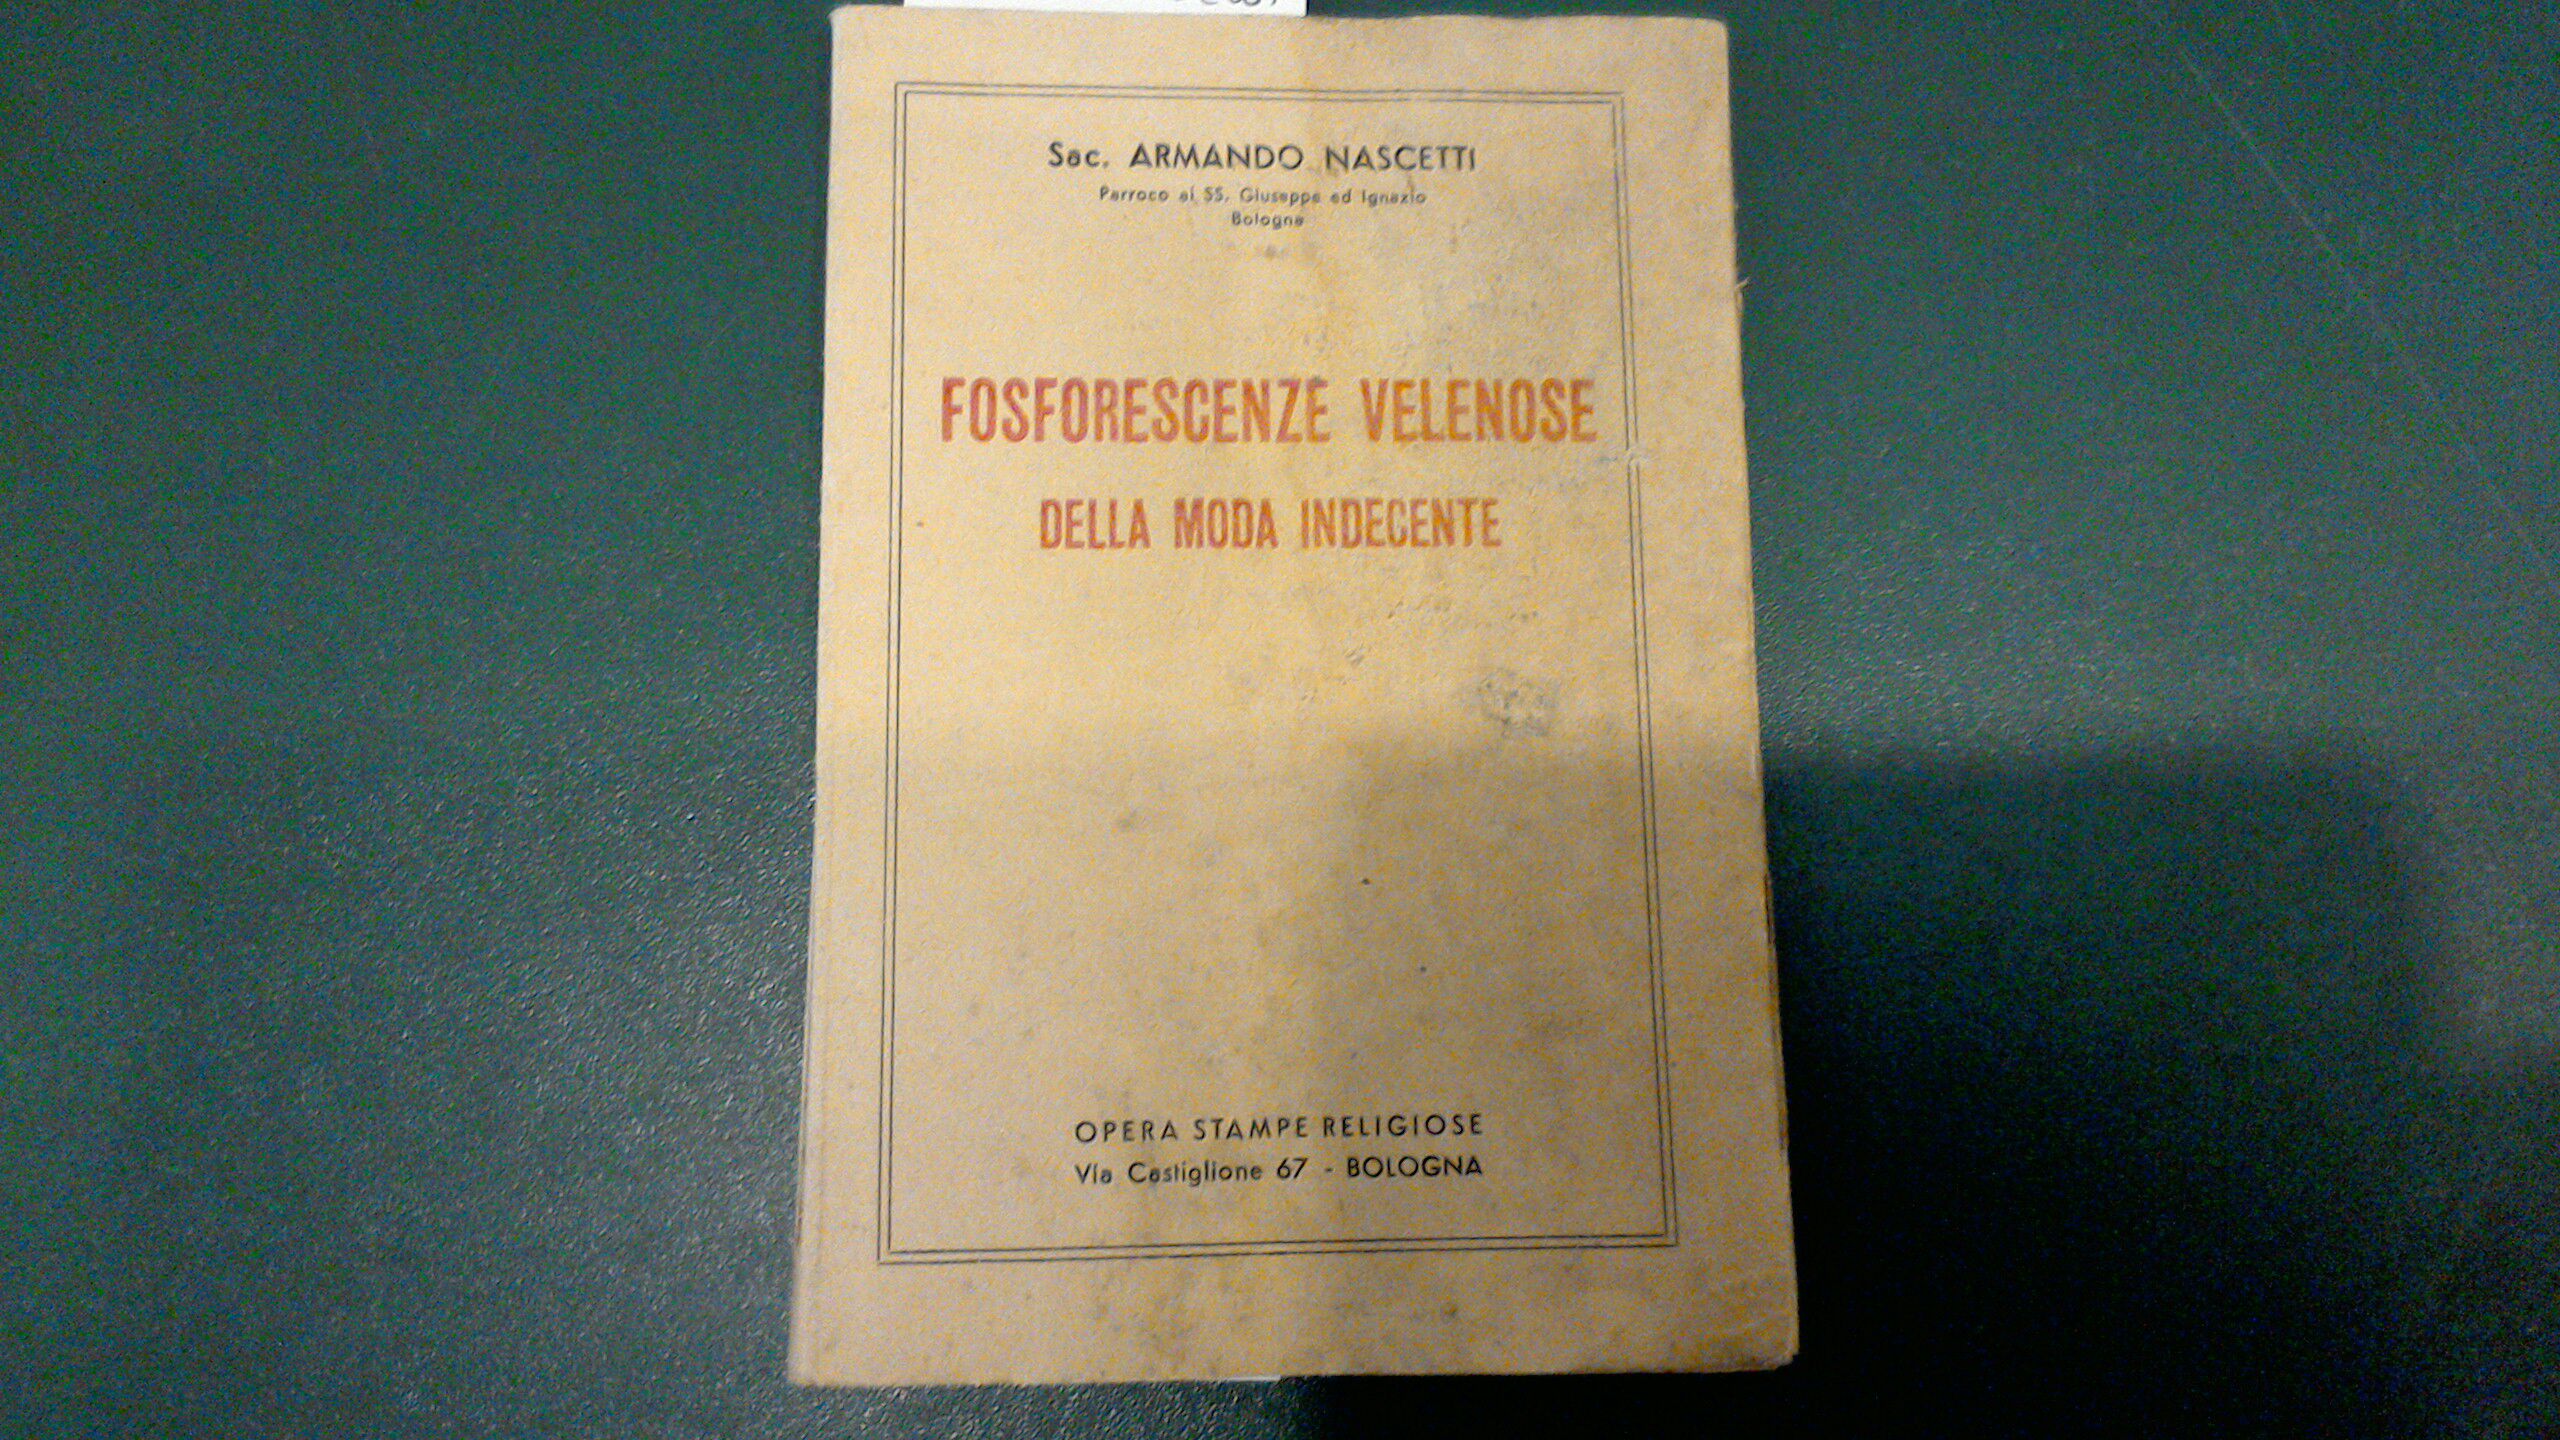 Sac. ARMANDO NASCETTI
Parroco ai SS. Giuseppe ed Ignazio
Bologna
FOSFORESCENZE VELENOSE
DELLA MODA INDECENTE
OPERA STAMPE RELIGIOSE
Via Castiglione 67 - BOLOGNA